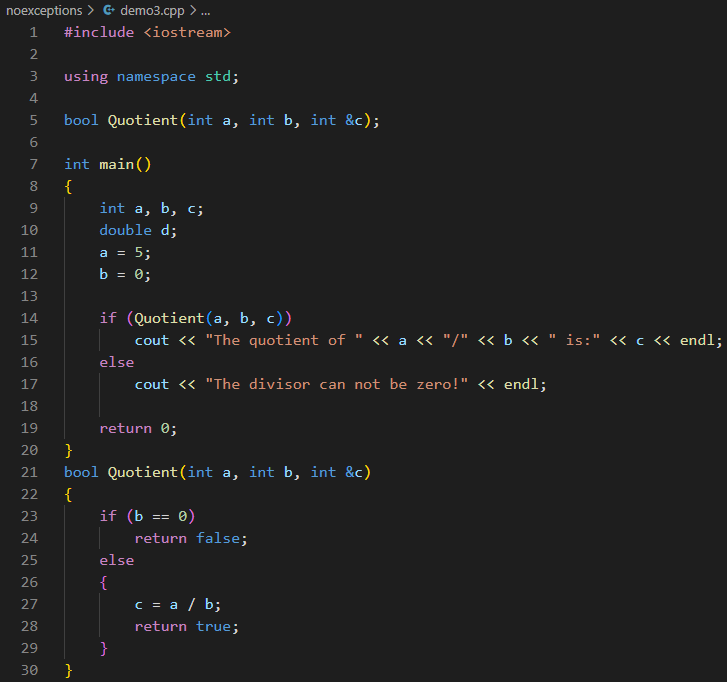 noexceptions > demo3.cpp > ...
1 #include <iostream>
2
3 using namespace std;
4
5 bool Quotient(int a, int b, int &c);
6
7 int main()
8 {
9     int a, b, c;
10     double d;
11     a = 5;
12     b = 0;
13
14     if (Quotient(a, b, c))
15         cout << "The quotient of " << a << "/" << b << " is:" << c << endl;
16     else
17         cout << "The divisor can not be zero!" << endl;
18
19     return 0;
20 }
21 bool Quotient(int a, int b, int &c)
22 {
23     if (b == 0)
24         return false;
25     else
26     {
27         c = a / b;
28         return true;
29     }
30 }